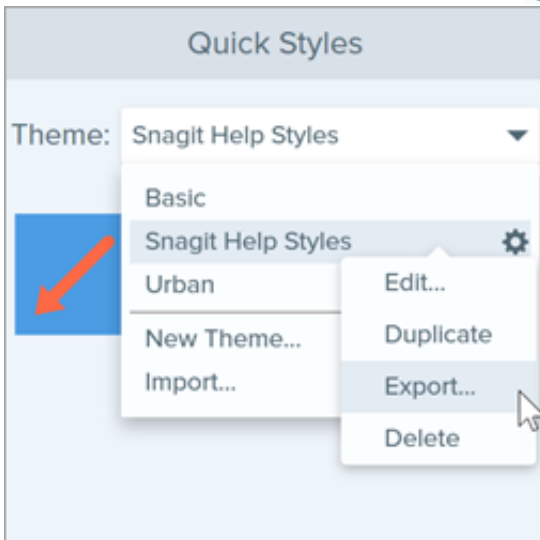 Quick Styles
Theme: Snagit Help Styles
Basic
Snagit Help Styles
Urban
New Theme...
Import...
Edit...
Duplicate
Export...
Delete